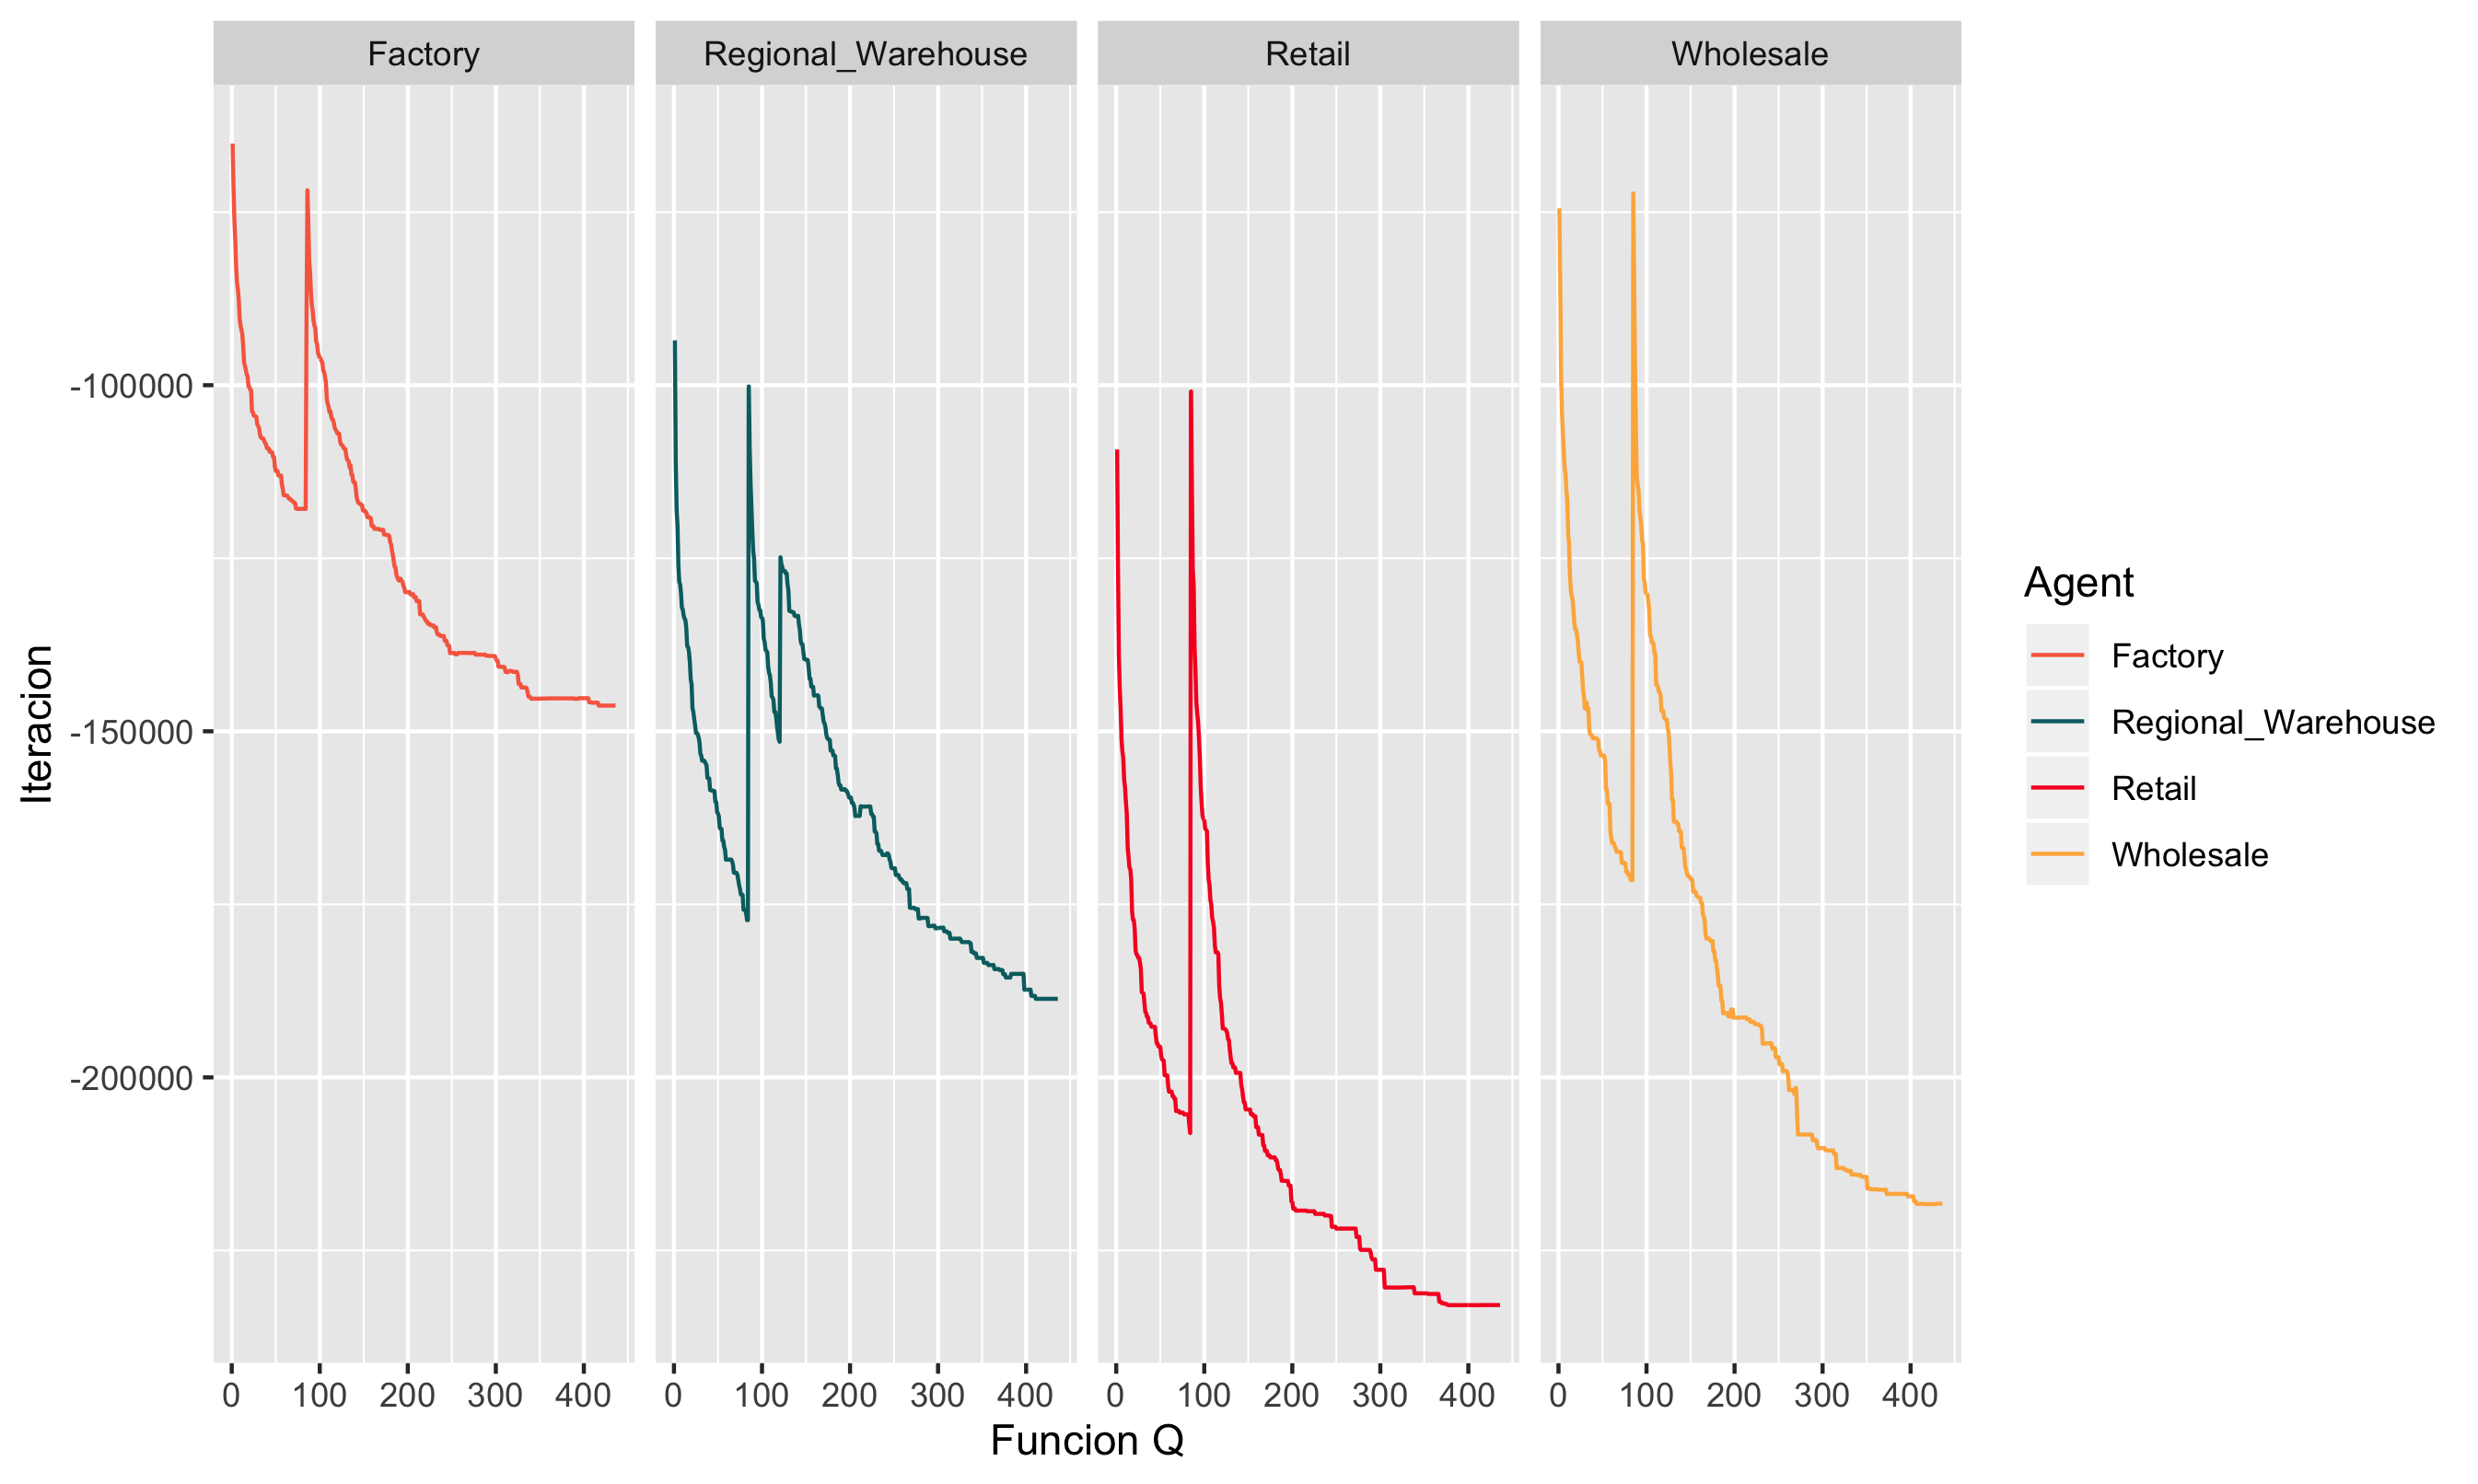 Factory Regional_Warehouse Retail Wholesale
-100000
-150000
-200000
Iteracion
0 100 200 300 400 0 100 200 300 400 0 100 200 300 400 0 100 200 300 400
Funcion Q
Agent
Factory
Regional_Warehouse
Retail
Wholesale